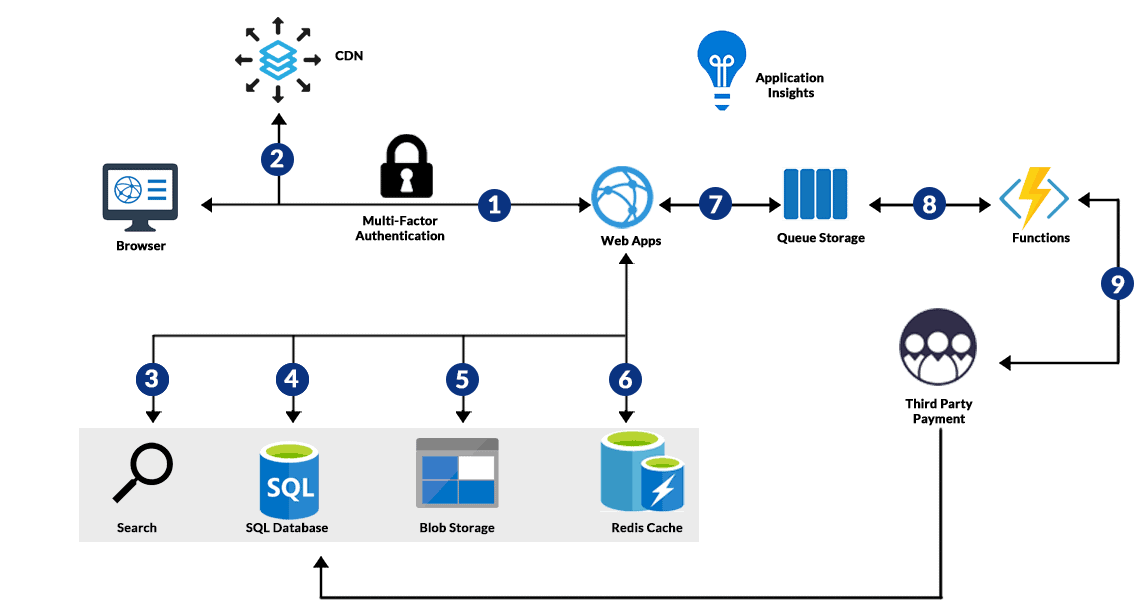 CDN
Application
Insights
2
1
7
8
Multi-Factor
Authentication
Browser
Web Apps
Queue Storage
Functions
9
3
4
5
6
Third Party
Payment
SQL
Search
SQL Database
Blob Storage
Redis Cache